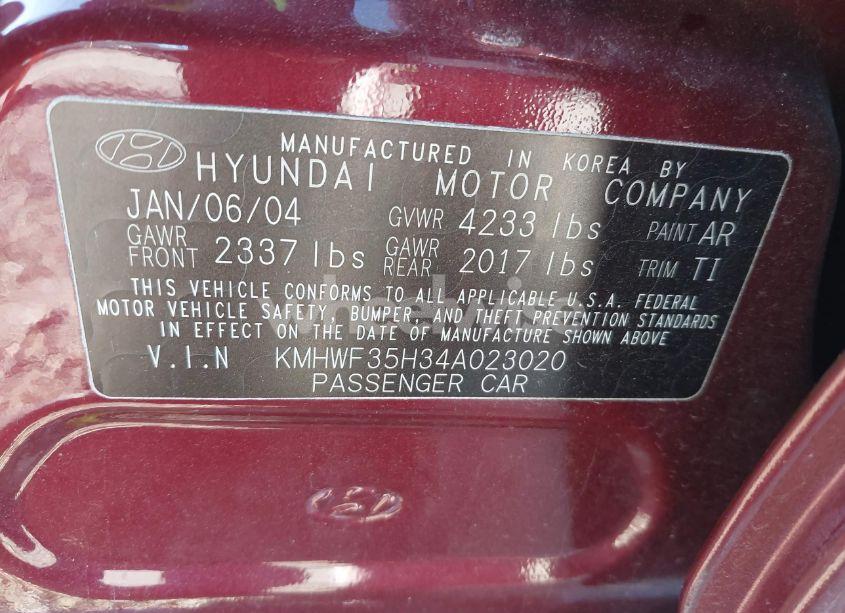 MANUFACTURED IN KOREA BY
HYUNDAI MOTOR COMPANY
JAN/06/04 GVWR 4233 lbs PAINT AR
GAWR FRONT 2337 lbs GAWR REAR 2017 lbs TRIM TI
THIS VEHICLE CONFORMS TO ALL APPLICABLE U.S.A. FEDERAL
MOTOR VEHICLE SAFETY, BUMPER, AND THEFT PREVENTION STANDARDS
IN EFFECT ON THE DATE OF MANUFACTURE SHOWN ABOVE
V.I.N KMHWF35H34A023020
PASSENGER CAR